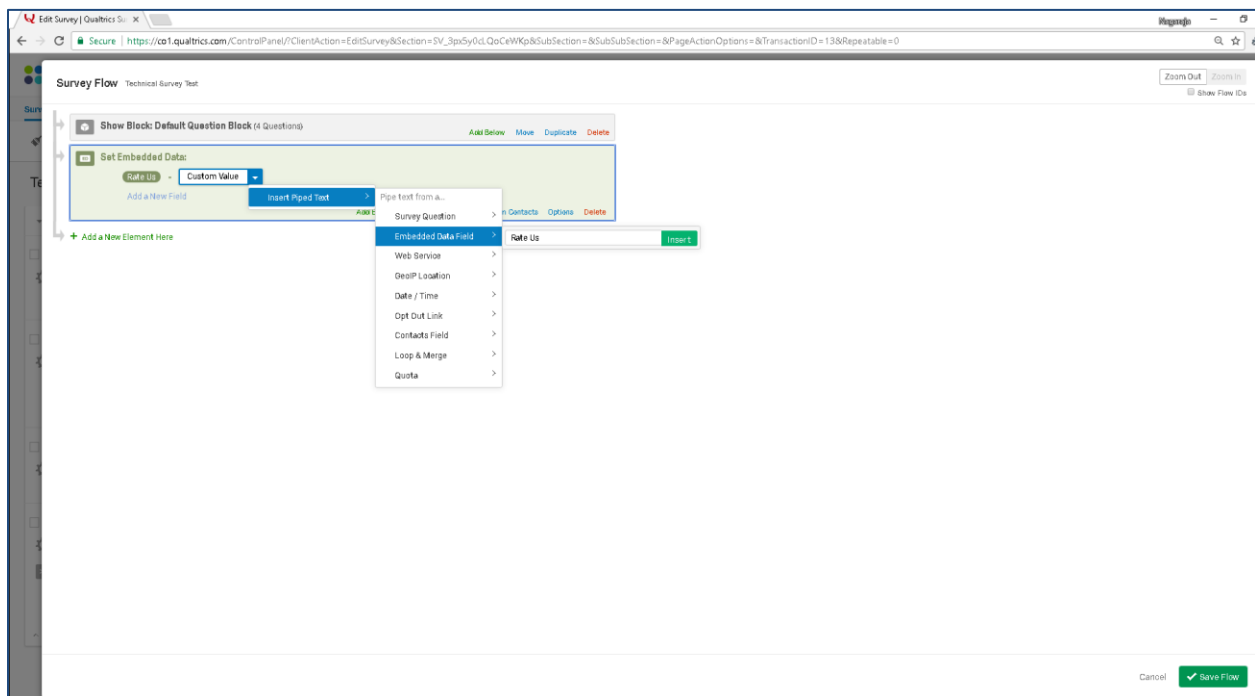 Edit Survey | Qualtrics Su
Secure | https://co1.qualtrics.com/ControlPanel/?ClientAction=EditSurvey&Section=SV_3px5y0cLQoCeWKp&SubSection=&SubSubSection=&PageActionOptions=&TransactionID=13&Repeatable=0
Survey Flow Technical Survey Test
Zoom Out Zoom In
Show Flow IDs
Surv
Show Block: Default Question Block (4 Questions)
Add Below Move Duplicate Delete
Set Embedded Data:
Te
Rate Us = Custom Value
Add a New Field
Insert Piped Text
Pipe text from a...
Add B
n Contacts Options Delete
Survey Question
Add a New Element Here
Embedded Data Field
Rate Us Insert
Web Service
GeoIP Location
Date / Time
Opt Out Link
Contacts Field
Loop & Merge
Quota
Cancel Save Flow